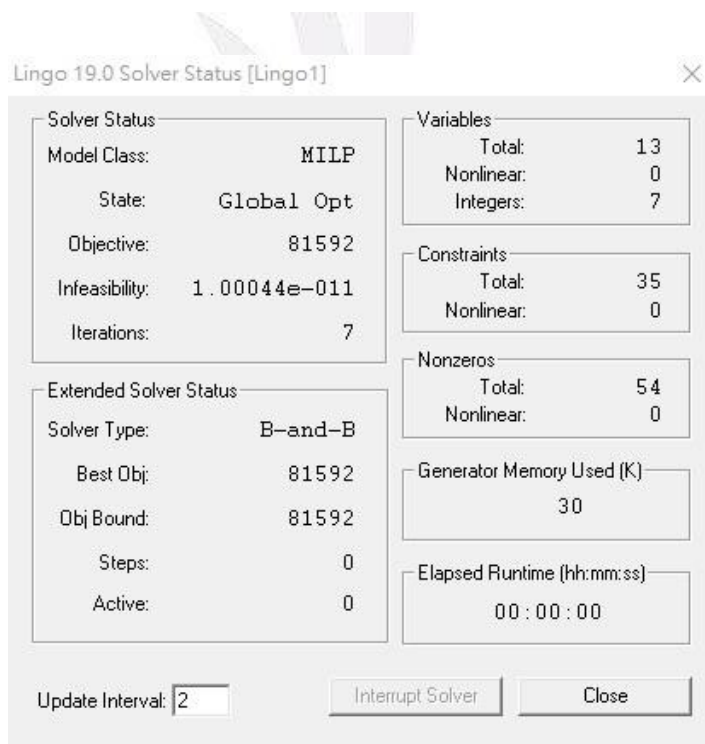 Lingo 19.0 Solver Status [Lingo1]
Solver Status
Model Class: MILP
State: Global Opt
Objective: 81592
Infeasibility: 1.00044e-011
Iterations: 7
Extended Solver Status
Solver Type: B-and-B
Best Obj: 81592
Obj Bound: 81592
Steps: 0
Active: 0
Update Interval: 2
Variables
Total: 13
Nonlinear: 0
Integers: 7
Constraints
Total: 35
Nonlinear: 0
Nonzeros
Total: 54
Nonlinear: 0
Generator Memory Used (K)
30
Elapsed Runtime (hh:mm:ss)
00:00:00
Interrupt Solver
Close